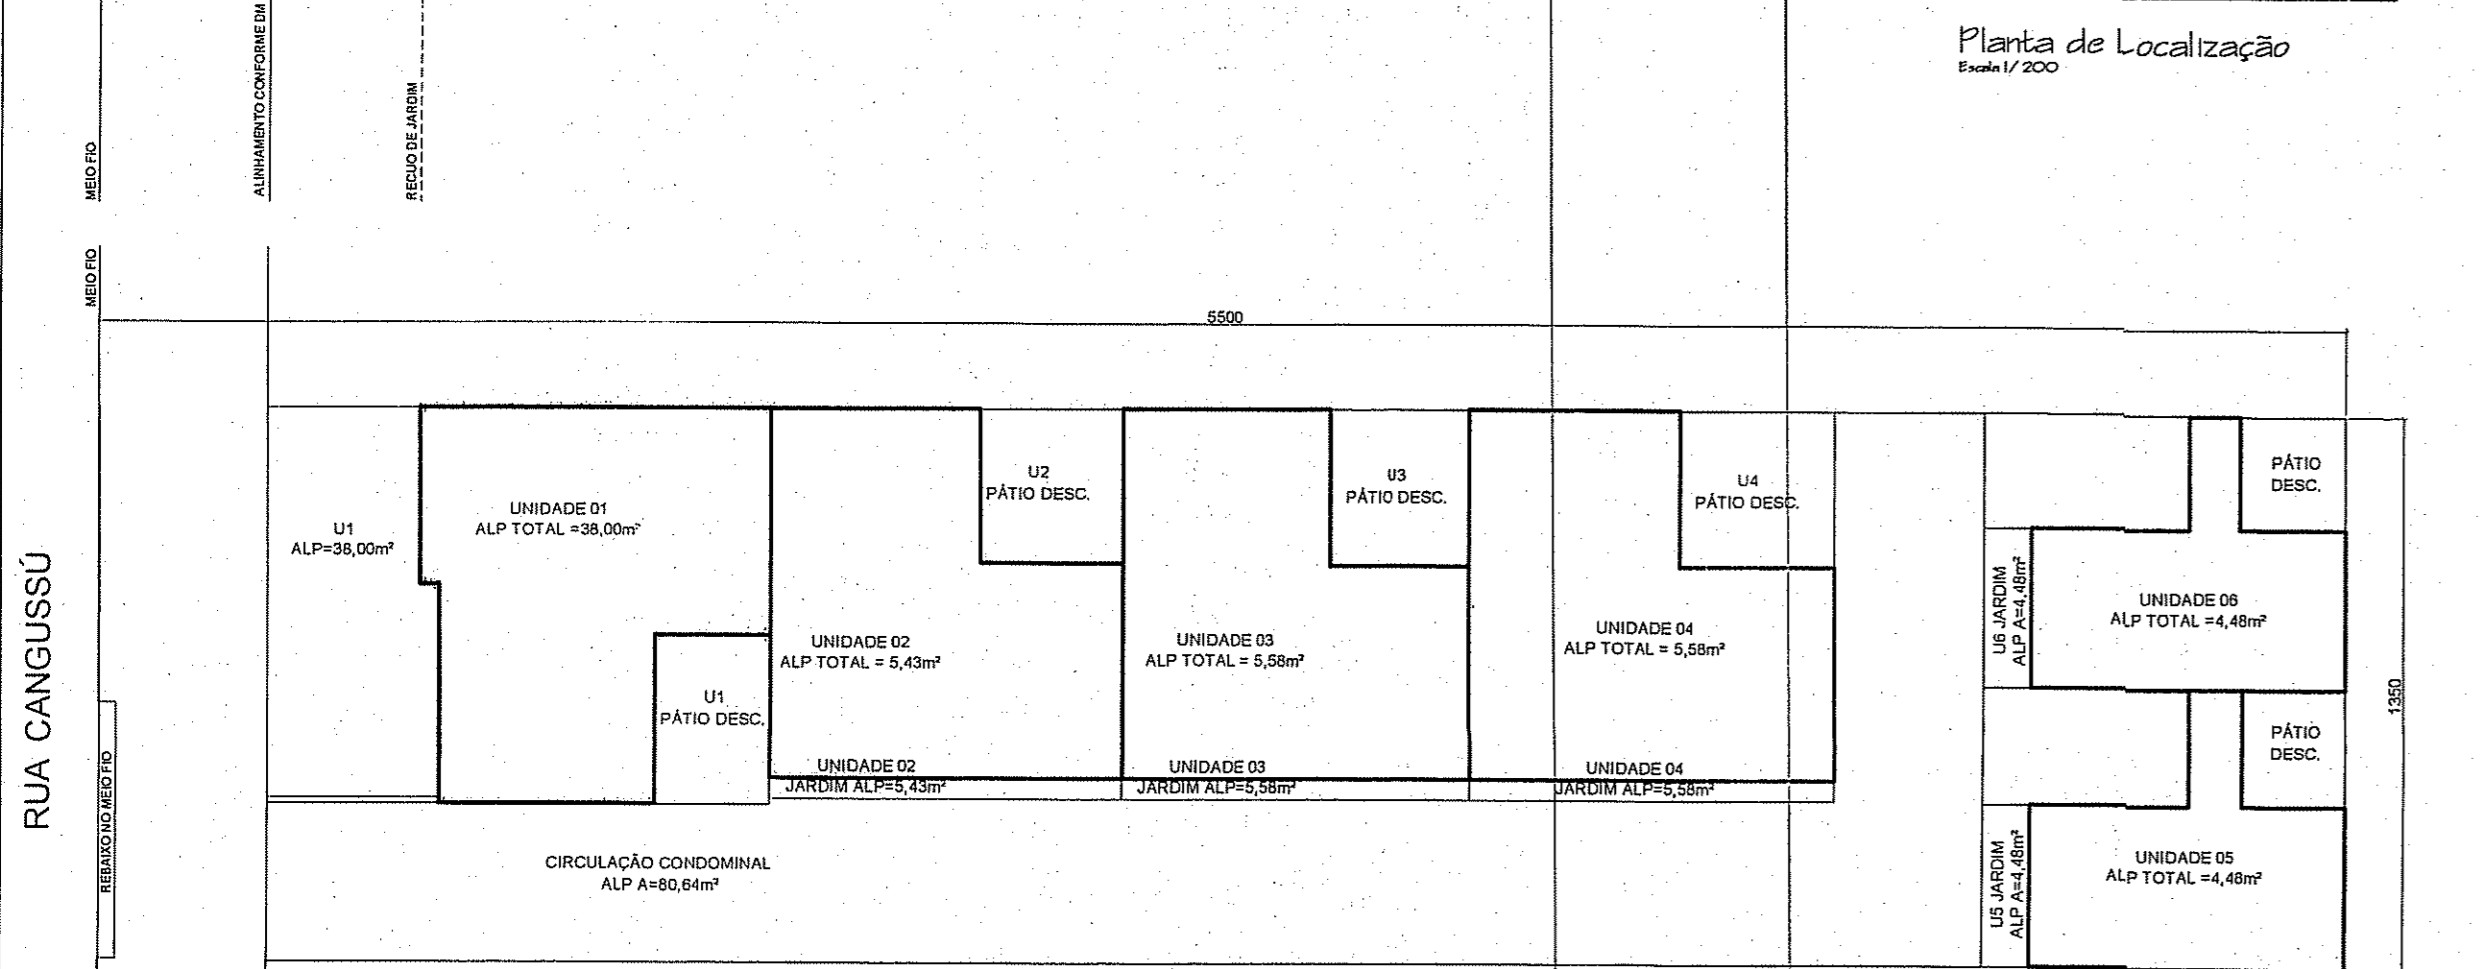 Planta de Localização
Escala 1/200
MEIO FIO
ALINHAMENTO CONFORME DM
RECUO DE JARDIM
MEIO FIO
5500
U1
ALP=38,00m²
UNIDADE 01
ALP TOTAL =38,00m²
U1
PÁTIO DESC.
U2
PÁTIO DESC.
UNIDADE 02
ALP TOTAL = 5,43m²
UNIDADE 02
JARDIM ALP=5,43m²
U3
PÁTIO DESC.
UNIDADE 03
ALP TOTAL = 5,58m²
UNIDADE 03
JARDIM ALP=5,58m²
U4
PÁTIO DESC.
UNIDADE 04
ALP TOTAL = 5,58m²
UNIDADE 04
JARDIM ALP=5,58m²
PÁTIO
DESC.
U6 JARDIM
ALP A=4,48m²
UNIDADE 06
ALP TOTAL =4,48m²
1350
PÁTIO
DESC.
U5 JARDIM
ALP A=4,48m²
UNIDADE 05
ALP TOTAL =4,48m²
RUA CANGUSSÚ
REBAIXO NO MEIO FIO
CIRCULAÇÃO CONDOMINAL
ALP A=80,64m²